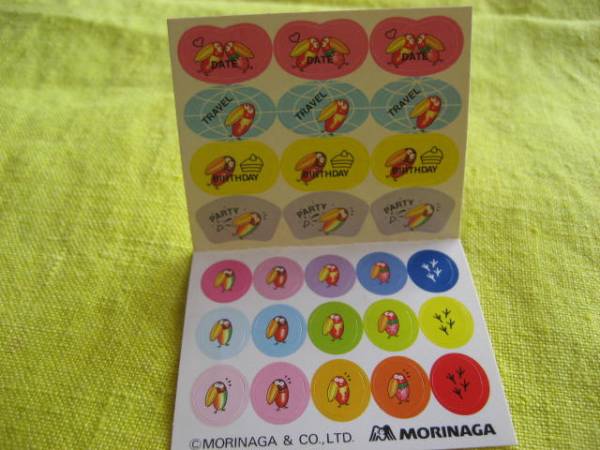 DATE DATE DATE
TRAVEL TRAVEL TRAVEL
BIRTHDAY BIRTHDAY BIRTHDAY
PARTY PARTY PARTY
©MORINAGA & CO., LTD. MORINAGA